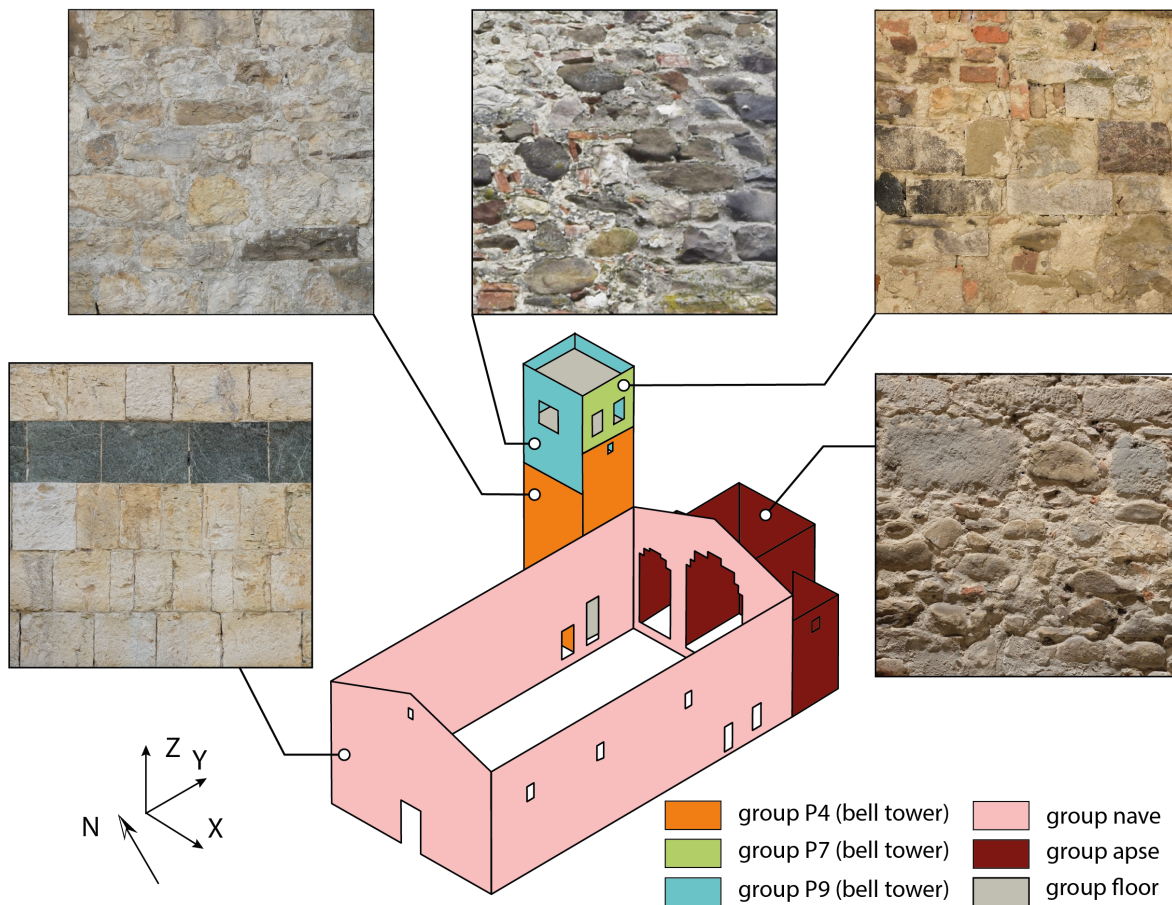 Z
Y
N
X
group P4 (bell tower)
group P7 (bell tower)
group P9 (bell tower)
group nave
group apse
group floor